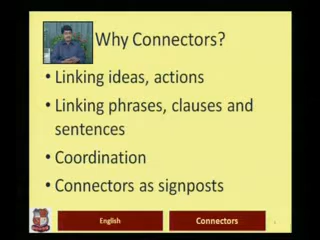 Why Connectors?
• Linking ideas, actions
• Linking phrases, clauses and
sentences
• Coordination
• Connectors as signposts
English
Connectors